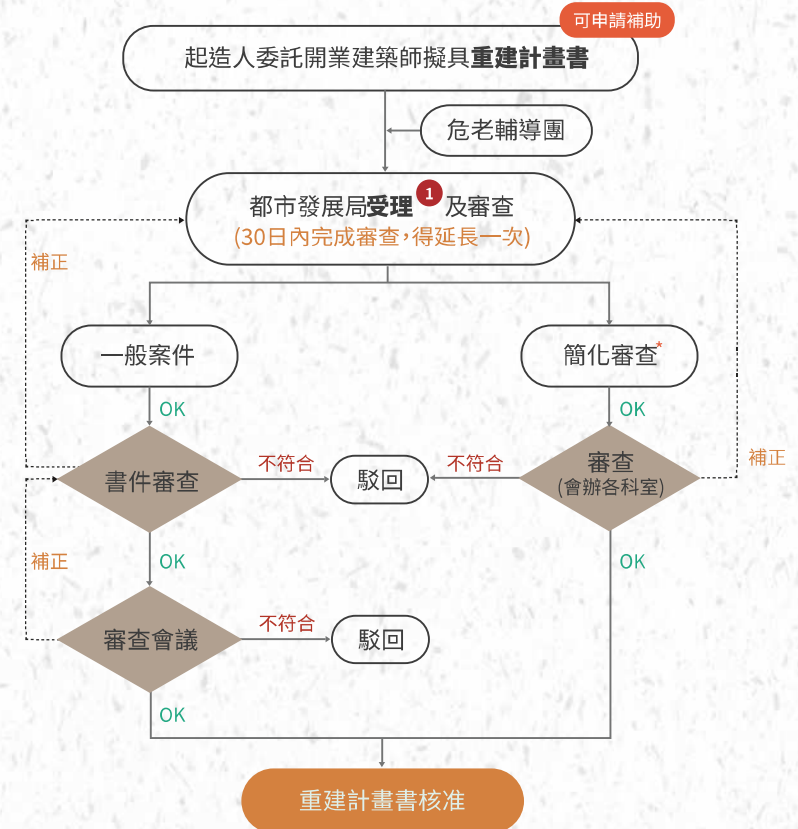 可申請補助
起造人委託開業建築師擬具重建計畫書
危老輔導團
都市發展局受理 1 及審查
(30日內完成審查，得延長一次)
補正
一般案件
簡化審查*
OK
OK
書件審查
不符合
駁回
不符合
審查
(會辦各科室)
補正
補正
OK
OK
審查會議
不符合
駁回
OK
重建計畫書核准